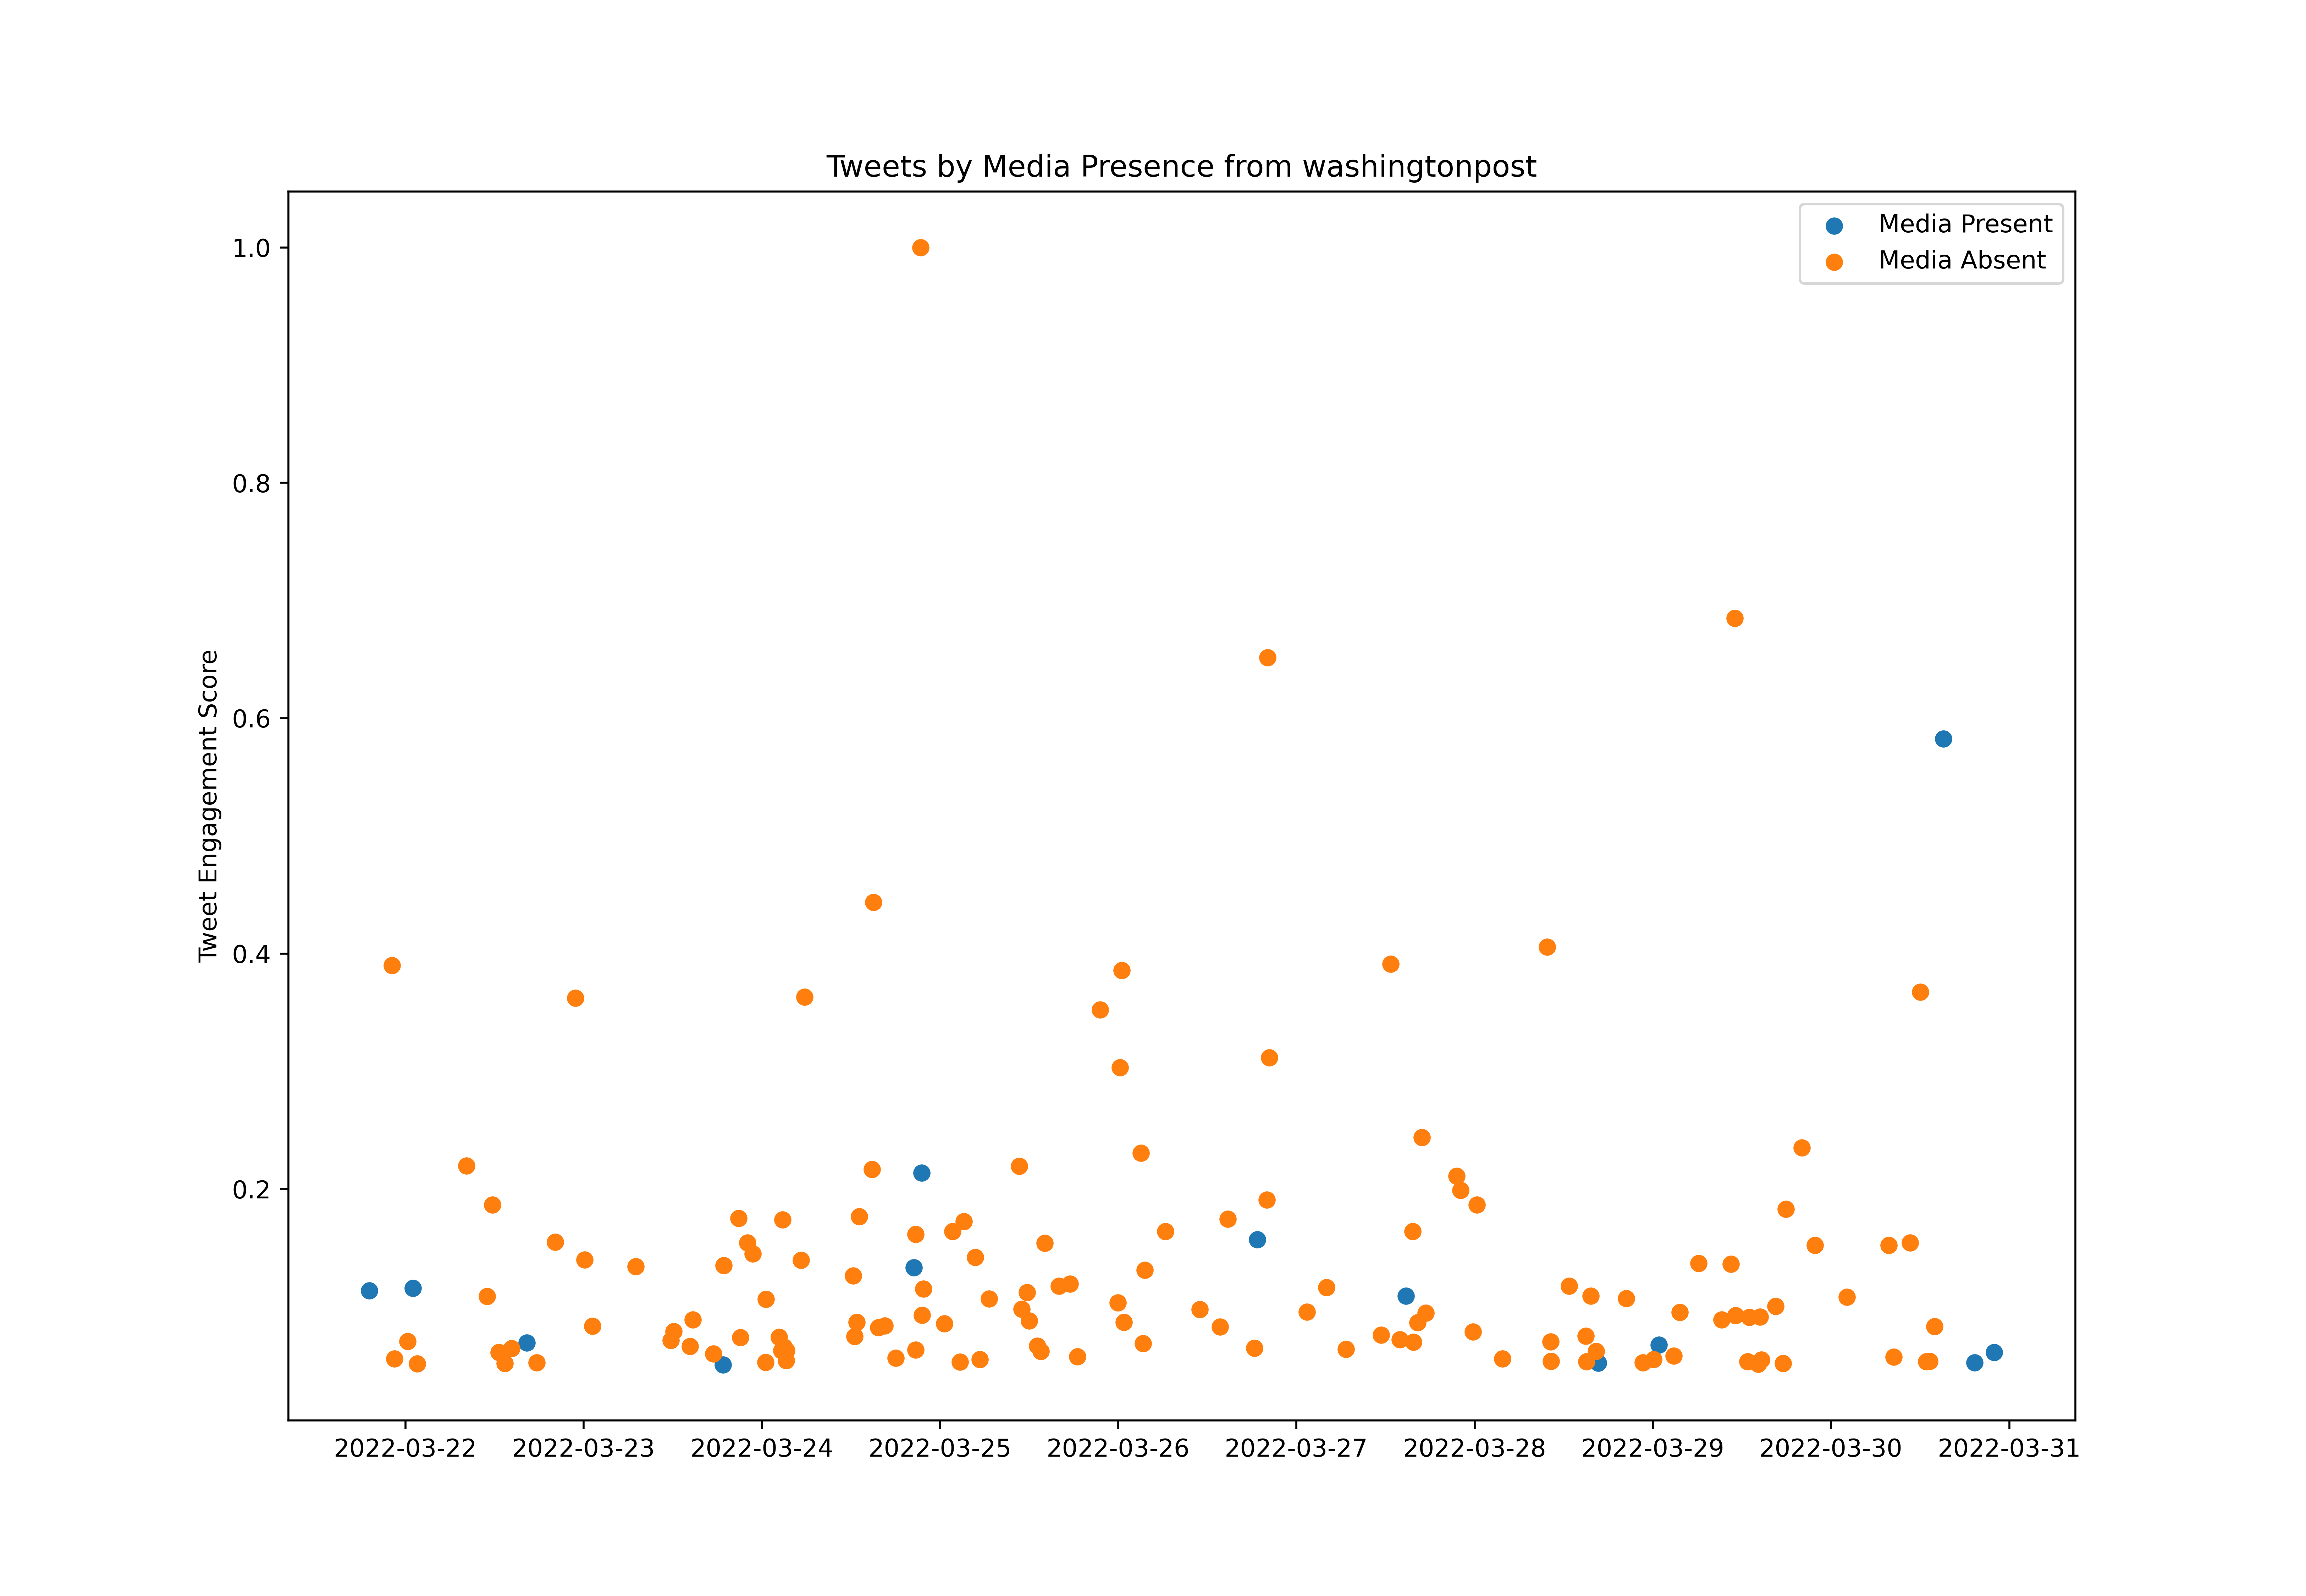 Tweets by Media Presence from washingtonpost
Media Present
Media Absent
Tweet Engagement Score
1.0
0.8
0.6
0.4
0.2
2022-03-22 2022-03-23 2022-03-24 2022-03-25 2022-03-26 2022-03-27 2022-03-28 2022-03-29 2022-03-30 2022-03-31